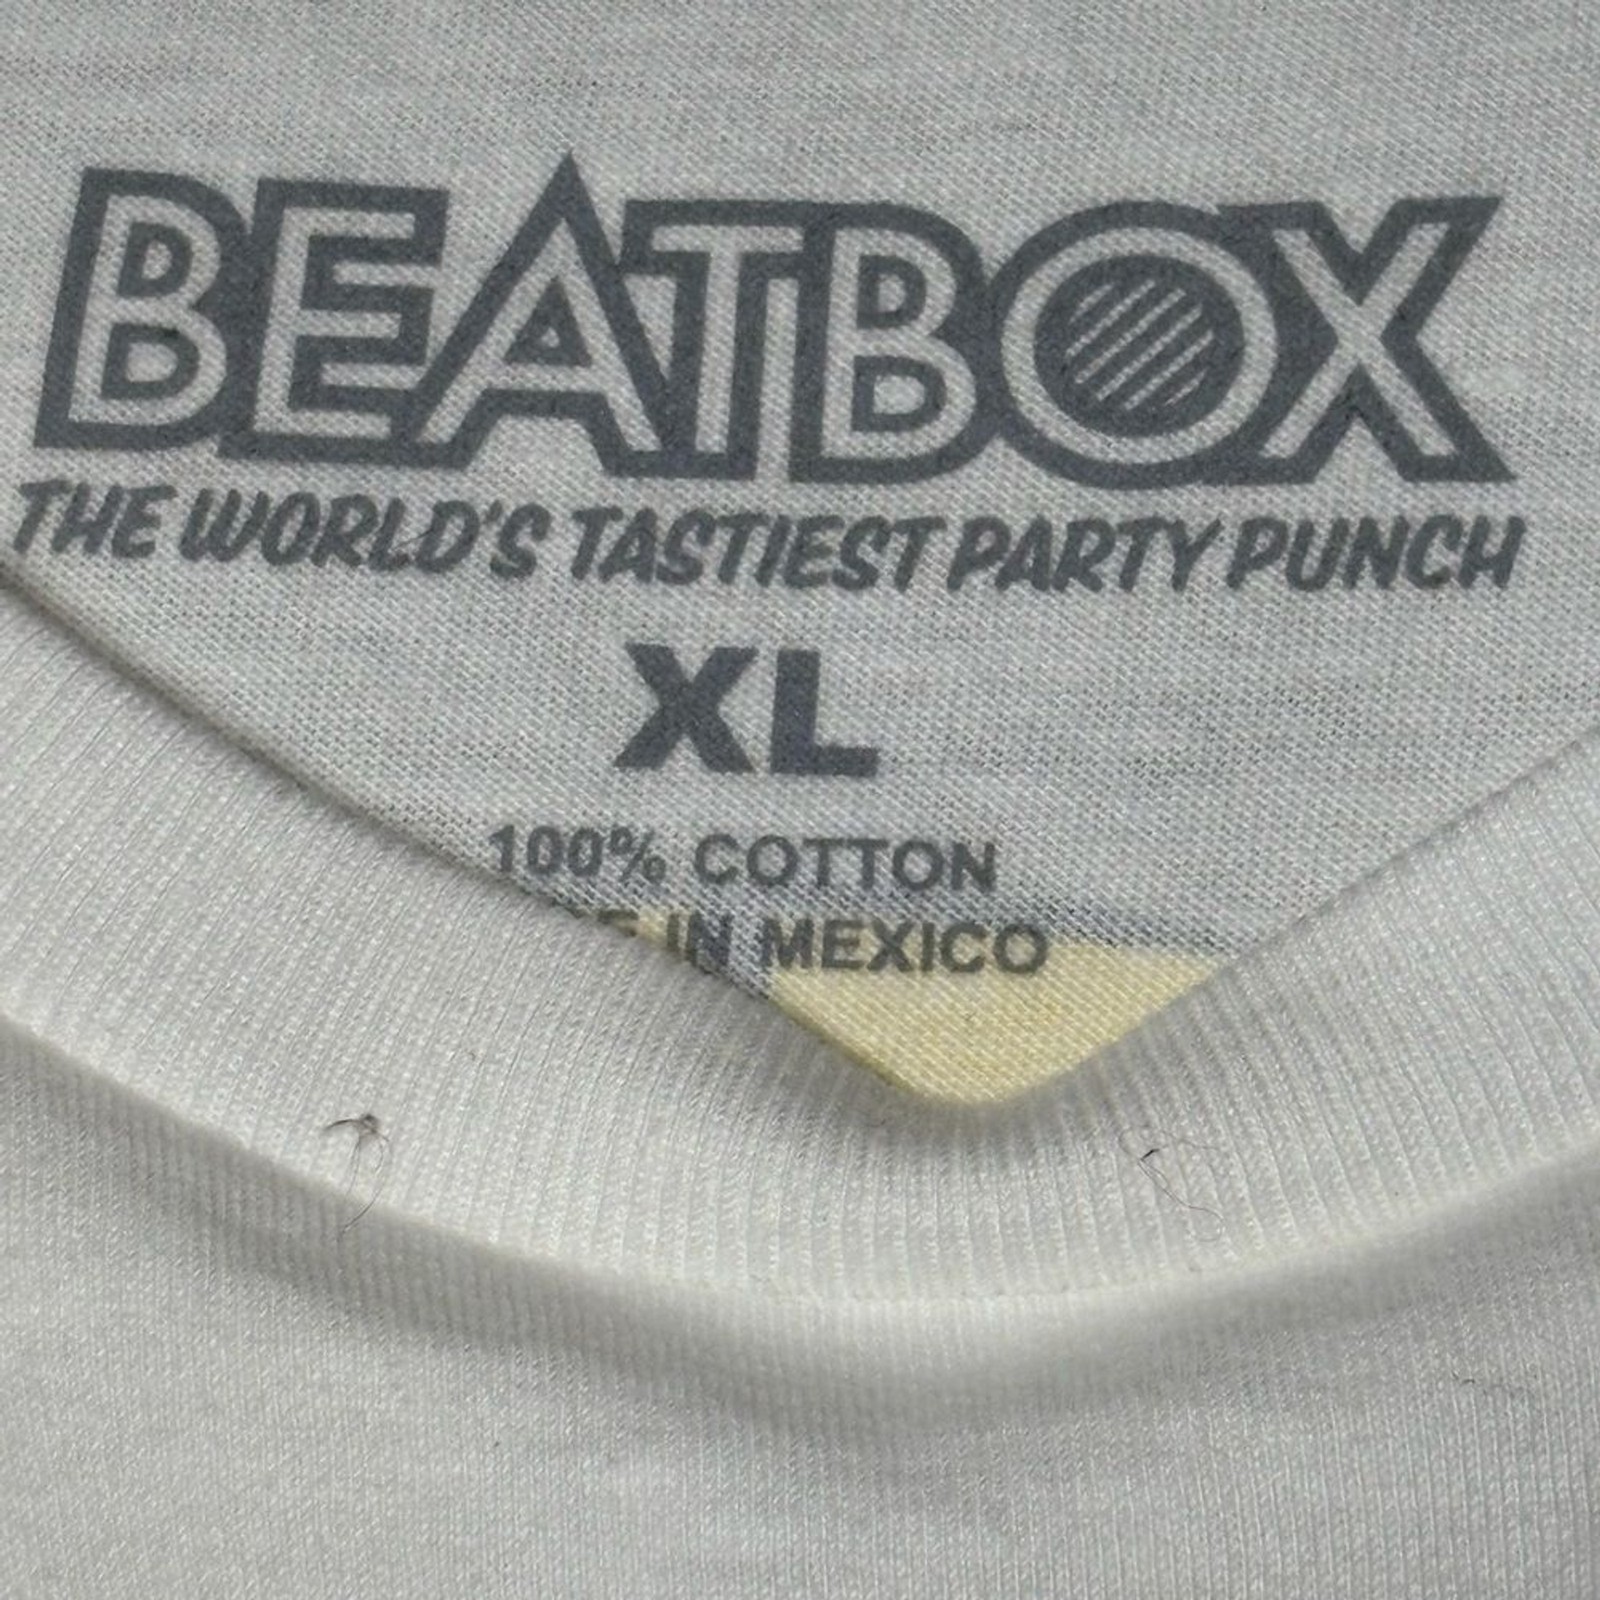 BEATBOX
THE WORLD'S TASTIEST PARTY PUNCH
XL
100% COTTON
IN MEXICO